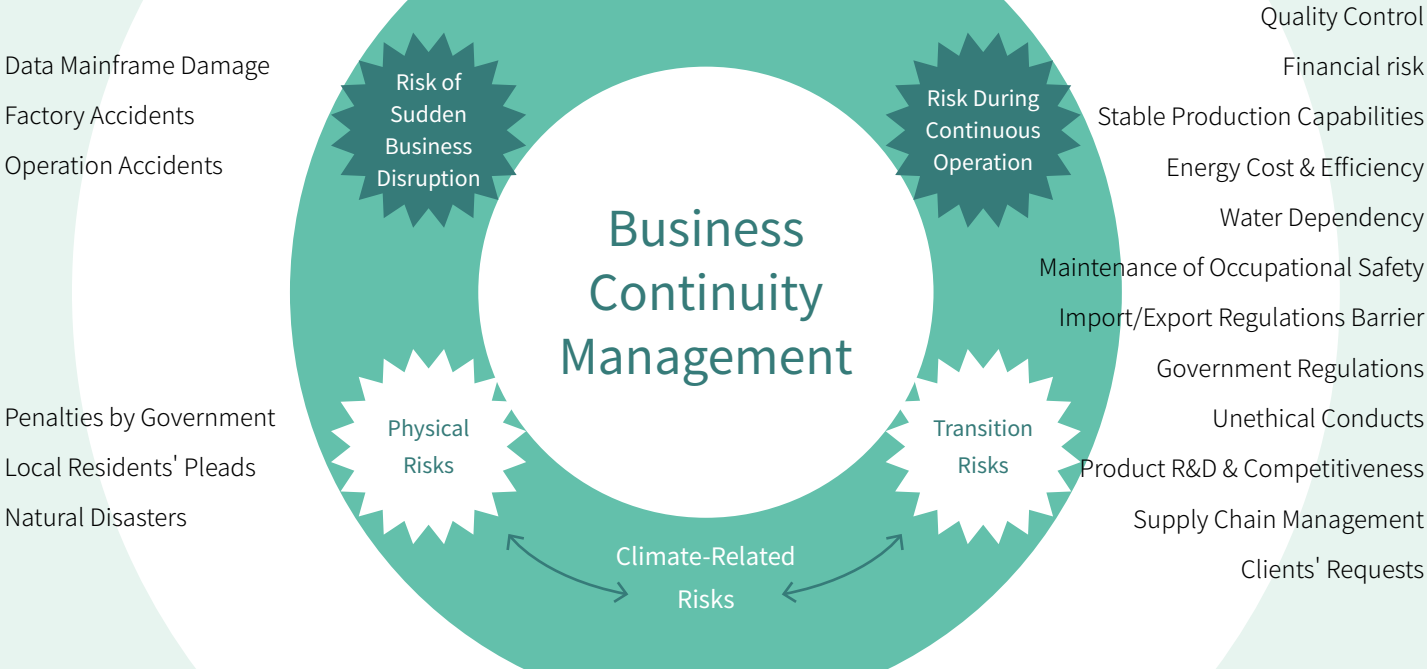 Data Mainframe Damage
Factory Accidents
Operation Accidents
Penalties by Government
Local Residents' Pleads
Natural Disasters
Risk of
Sudden
Business
Disruption
Physical
Risks
Business
Continuity
Management
Climate-Related
Risks
Risk During
Continuous
Operation
Transition
Risks
Quality Control
Financial risk
Stable Production Capabilities
Energy Cost & Efficiency
Water Dependency
Maintenance of Occupational Safety
Import/Export Regulations Barrier
Government Regulations
Unethical Conducts
Product R&D & Competitiveness
Supply Chain Management
Clients' Requests